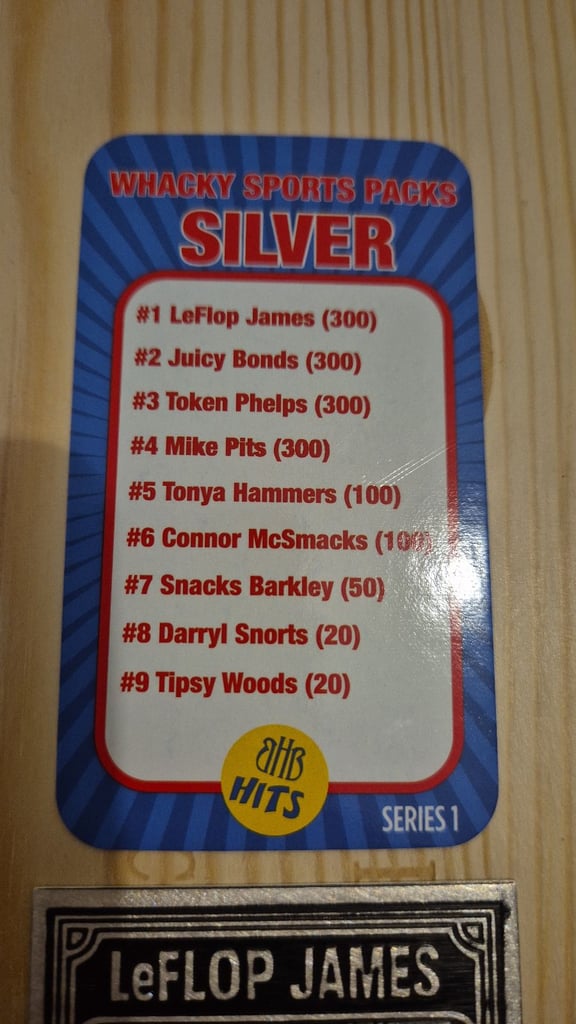 WHACKY SPORTS PACKS
SILVER
#1 LeFlop James (300)
#2 Juicy Bonds (300)
#3 Token Phelps (300)
#4 Mike Pits (300)
#5 Tonya Hammers (100)
#6 Connor McSmacks (100)
#7 Snacks Barkley (50)
#8 Darryl Snorts (20)
#9 Tipsy Woods (20)
BHB
HITS
SERIES 1
LeFLOP JAMES